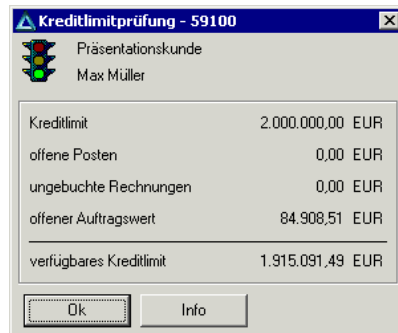 Kreditlimitprüfung - 59100
Präsentationskunde
Max Müller
Kreditlimit 2.000.000,00 EUR
offene Posten 0,00 EUR
ungebuchte Rechnungen 0,00 EUR
offener Auftragswert 84.908,51 EUR
verfügbares Kreditlimit 1.915.091,49 EUR
Ok Info